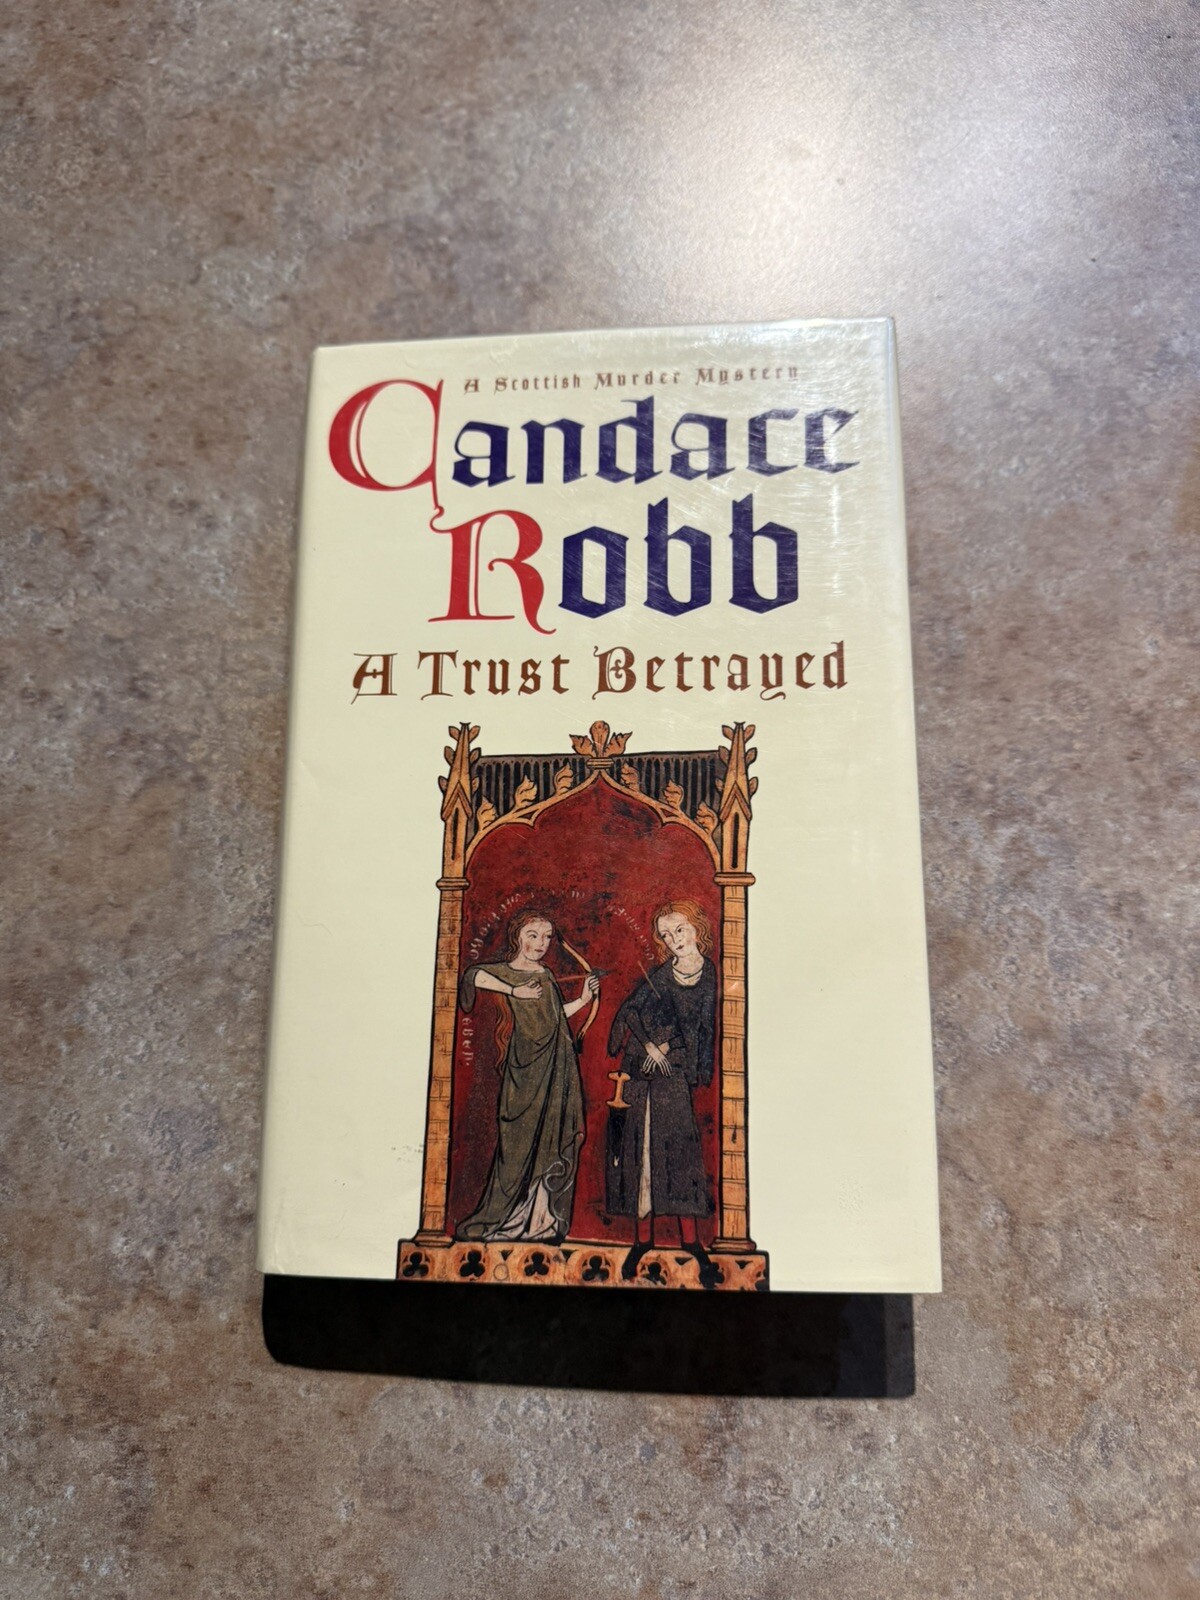 A Scottish Murder Mystery
Candace
Robb
A Trust Betrayed